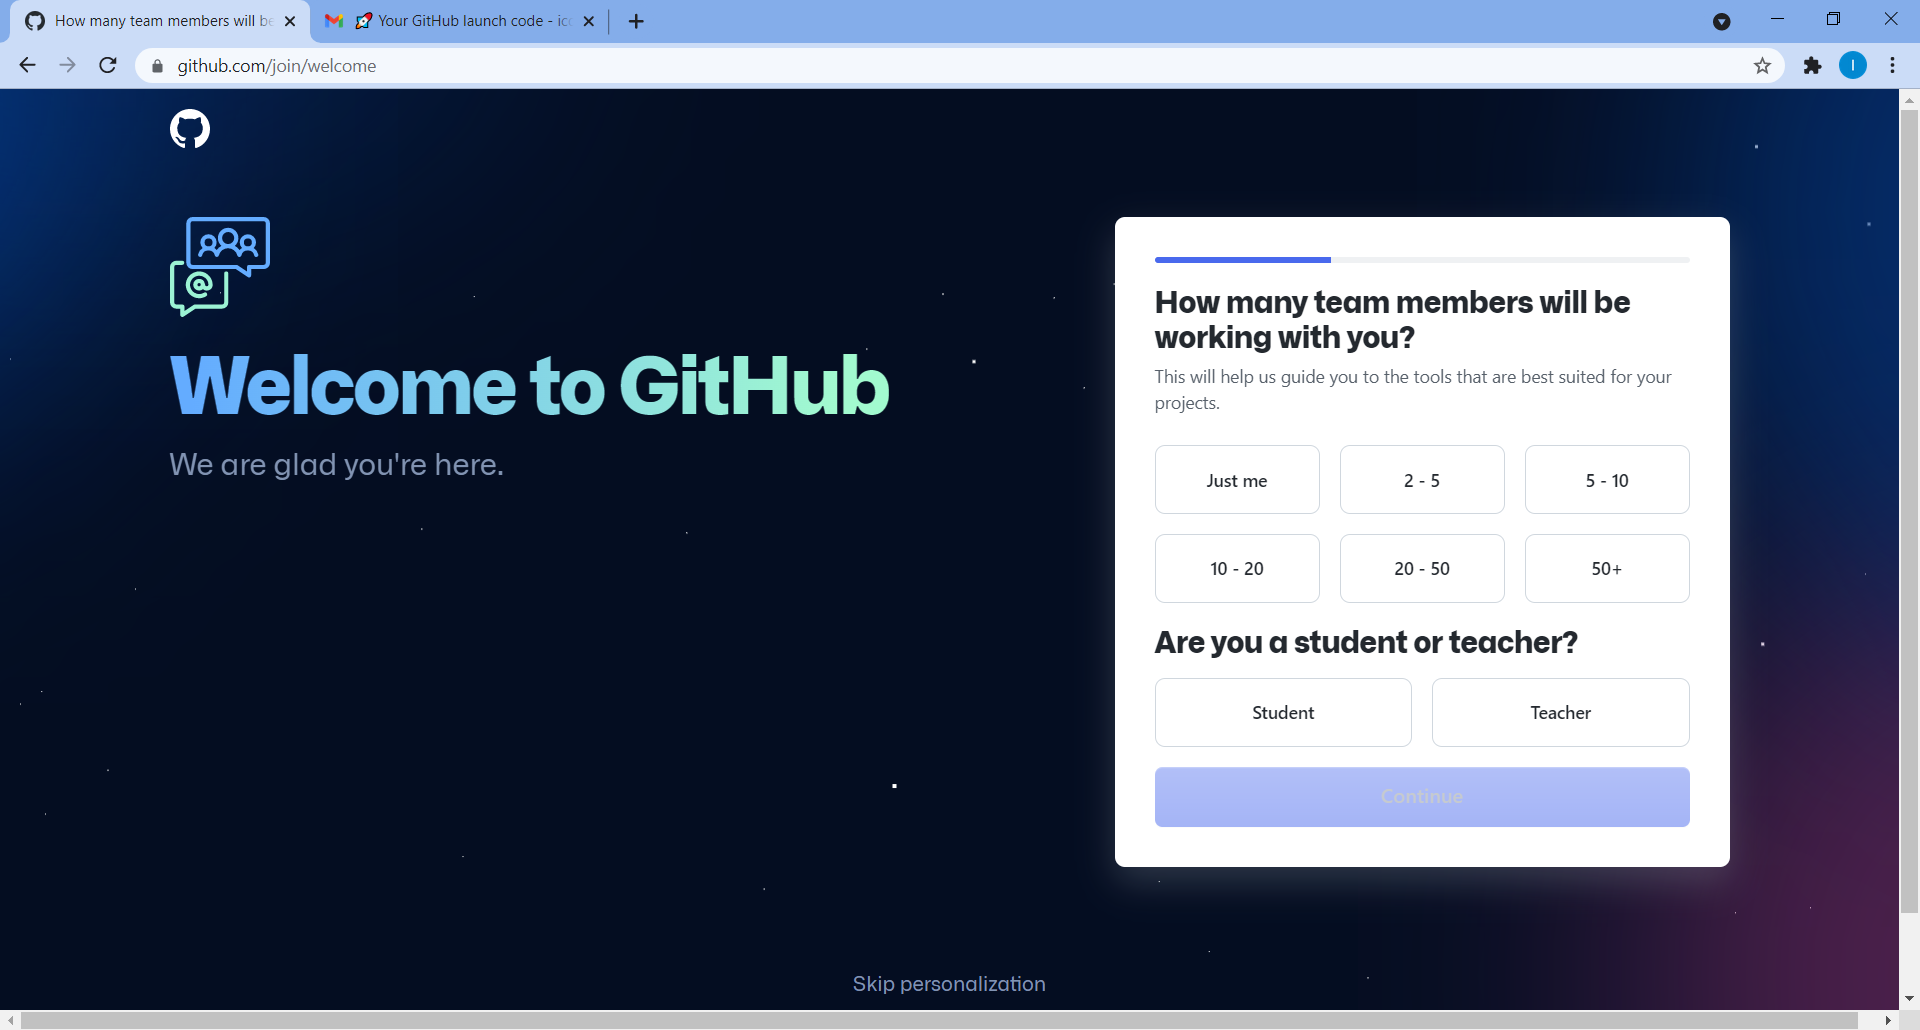 How many team members will be
🚀 Your GitHub launch code -
github.com/join/welcome
I
@
Welcome to GitHub
We are glad you're here.
How many team members will be
working with you?
This will help us guide you to the tools that are best suited for your
projects.
Just me
2 - 5
5 - 10
10 - 20
20 - 50
50+
Are you a student or teacher?
Student
Teacher
Continue
Skip personalization